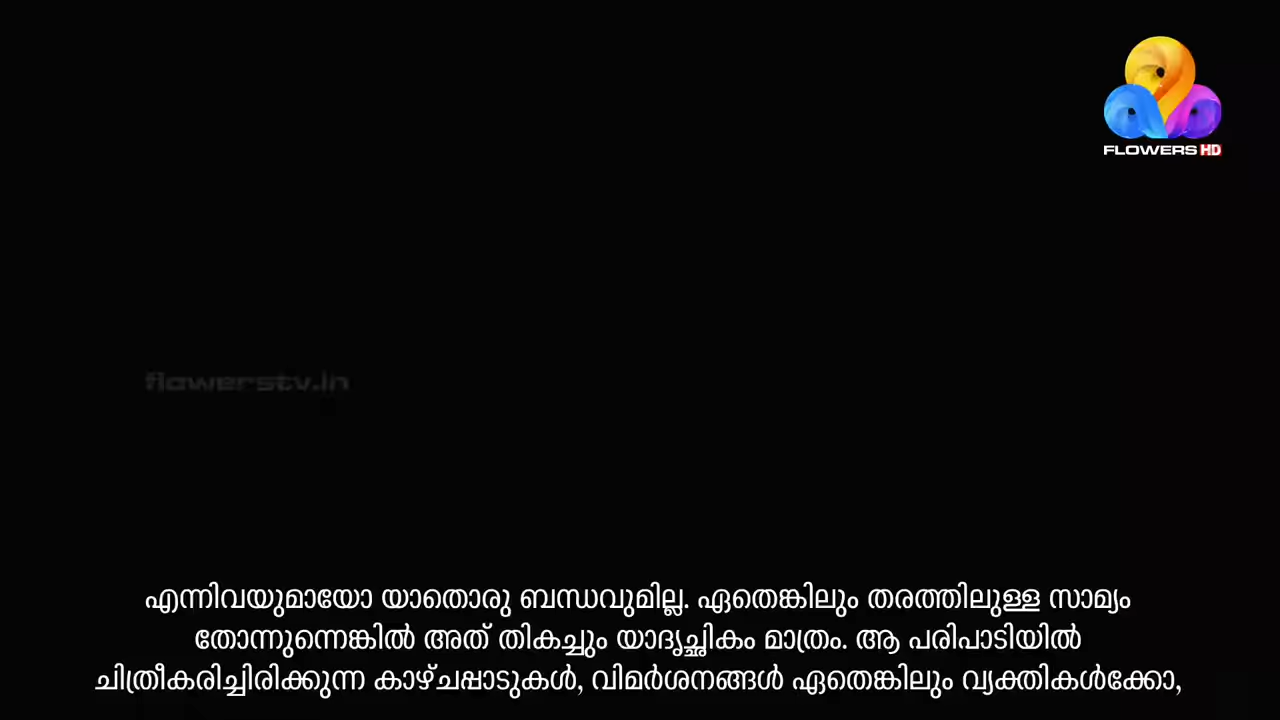 FLOWERS HD
flowerstv.in
എന്നിവയുമായോ യാതൊരു ബന്ധവുമില്ല. ഏതെങ്കിലും തരത്തിലുള്ള സാമ്യം
തോന്നുന്നെങ്കിൽ അത് തികച്ചും യാദൃച്ഛികം മാത്രം. ആ പരിപാടിയിൽ
ചിത്രീകരിച്ചിരിക്കുന്ന കാഴ്ചപ്പാടുകൾ, വിമർശനങ്ങൾ ഏതെങ്കിലും വ്യക്തികൾക്കോ,